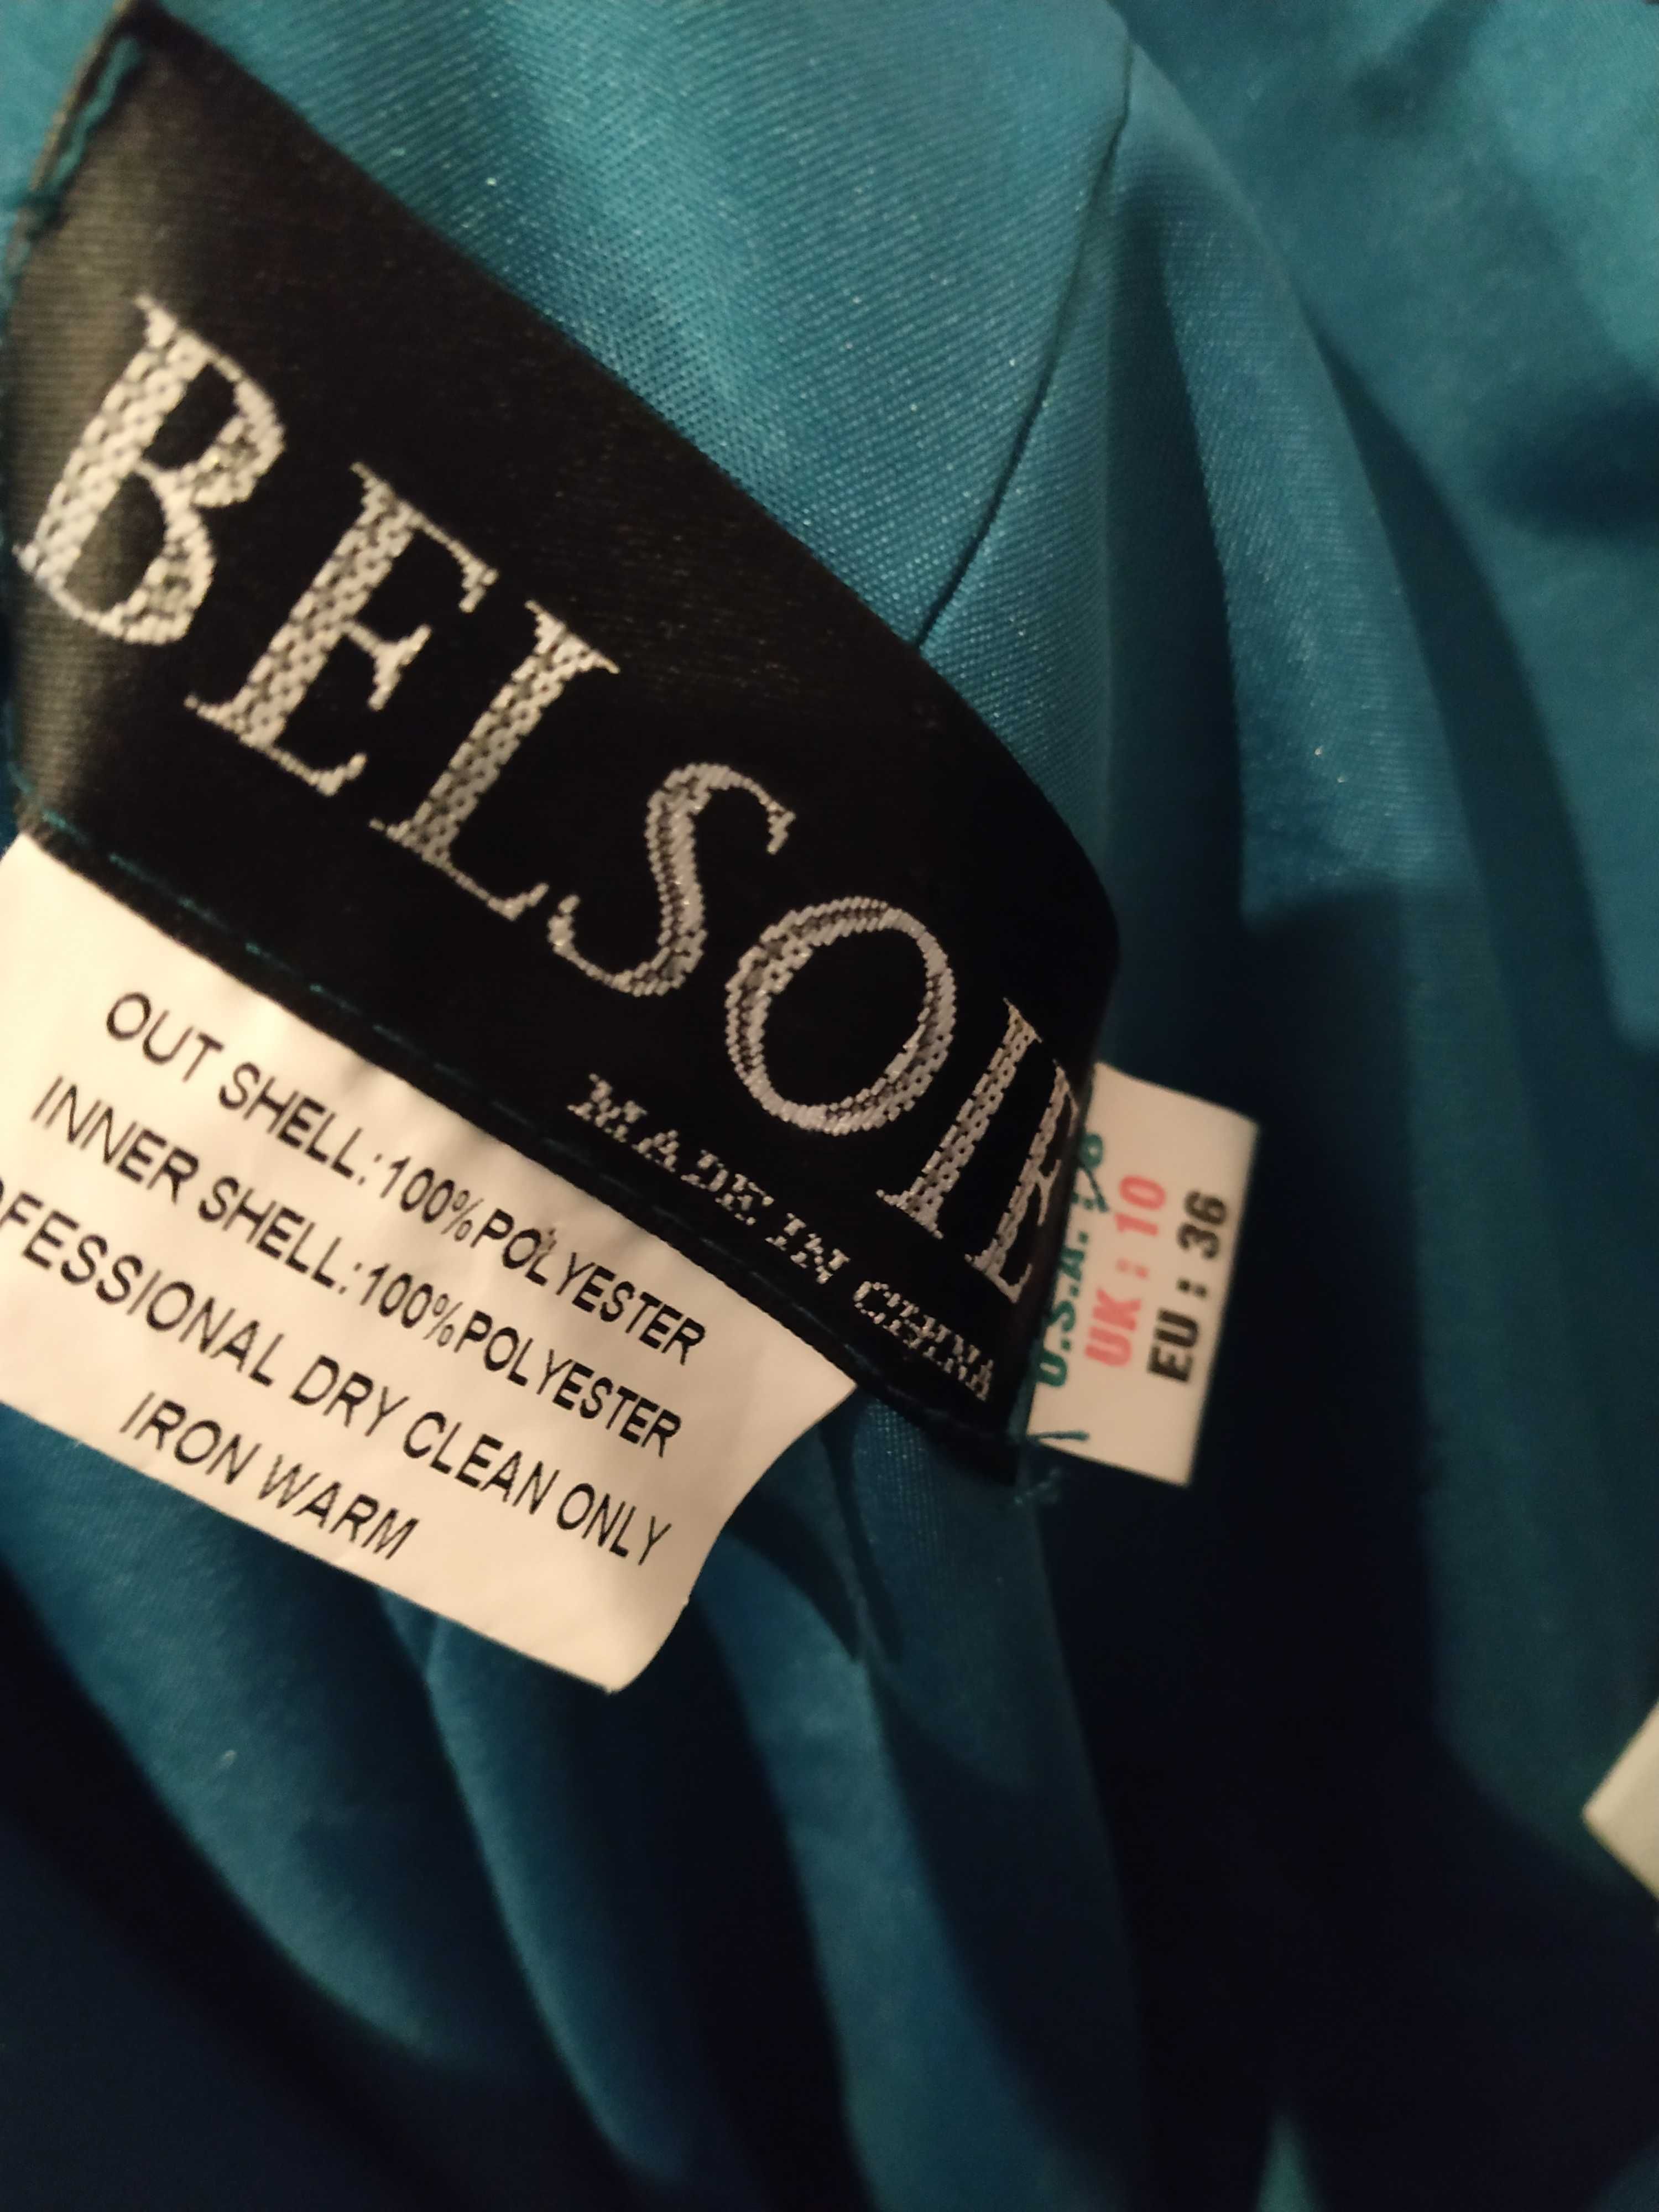 BELSOIE
MADE IN CHINA
OUT SHELL:100%POLYESTER
INNER SHELL:100%POLYESTER
OFESSIONAL DRY CLEAN ONLY
IRON WARM
U.S.A. : 8
UK : 10
EU : 36